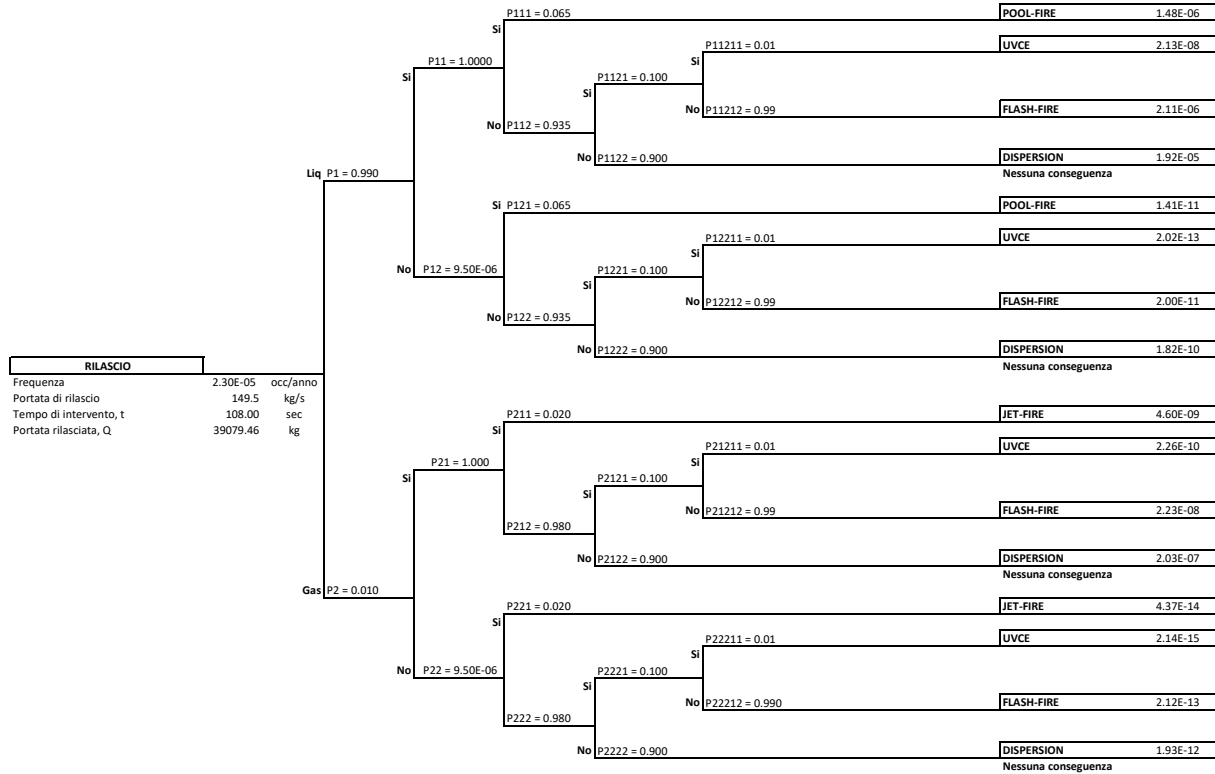 P111 = 0.065 POOL-FIRE 1.48E-06
Si
P11211 = 0.01 UVCE 2.13E-08
P11 = 1.0000 Si
Si P1121 = 0.100
Si
No P11212 = 0.99 FLASH-FIRE 2.11E-06
No P112 = 0.935
No P1122 = 0.900 DISPERSION 1.92E-05
Liq P1 = 0.990 Nessuna conseguenza
Si P121 = 0.065 POOL-FIRE 1.41E-11
P12211 = 0.01 UVCE 2.02E-13
Si
No P12 = 9.50E-06 P1221 = 0.100
Si
No P12212 = 0.99 FLASH-FIRE 2.00E-11
No P122 = 0.935
No P1222 = 0.900 DISPERSION 1.82E-10
RILASCIO Nessuna conseguenza
Frequenza 2.30E-05 occ/anno
Portata di rilascio 149.5 kg/s
Tempo di intervento, t 108.00 sec
Portata rilasciata, Q 39079.46 kg
P211 = 0.020 JET-FIRE 4.60E-09
Si
P21211 = 0.01 UVCE 2.26E-10
P21 = 1.000 Si
Si P2121 = 0.100
Si
No P21212 = 0.99 FLASH-FIRE 2.23E-08
P212 = 0.980
No P2122 = 0.900 DISPERSION 2.03E-07
Nessuna conseguenza
Gas P2 = 0.010
P221 = 0.020 JET-FIRE 4.37E-14
Si
P22211 = 0.01 UVCE 2.14E-15
Si
No P22 = 9.50E-06 P2221 = 0.100
Si
No P22212 = 0.990 FLASH-FIRE 2.12E-13
P222 = 0.980
No P2222 = 0.900 DISPERSION 1.93E-12
Nessuna conseguenza